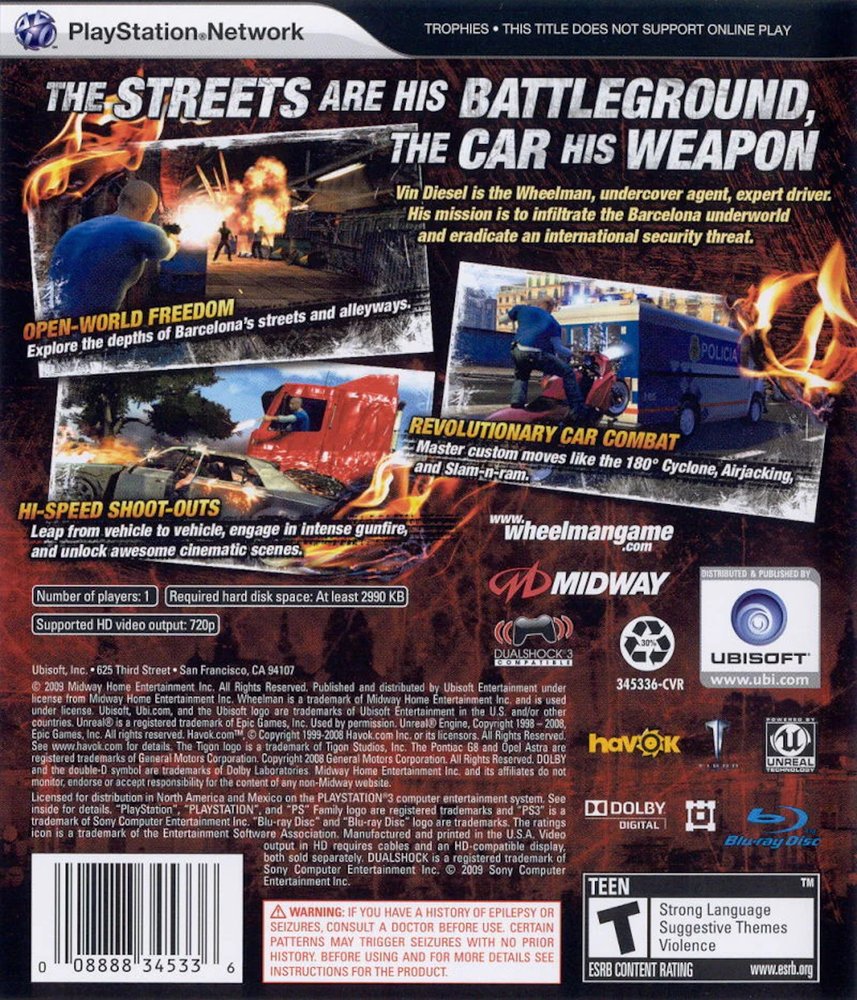 PlayStation®Network
TROPHIES • THIS TITLE DOES NOT SUPPORT ONLINE PLAY
THE STREETS ARE HIS BATTLEGROUND,
THE CAR HIS WEAPON
Vin Diesel is the Wheelman, undercover agent, expert driver.
His mission is to infiltrate the Barcelona underworld
and eradicate an international security threat.
OPEN-WORLD FREEDOM
Explore the depths of Barcelona's streets and alleyways.
POLICIA
REVOLUTIONARY CAR COMBAT
Master custom moves like the 180° Cyclone, Airjacking,
and Slam-n-ram.
HI-SPEED SHOOT-OUTS
Leap from vehicle to vehicle, engage in intense gunfire,
and unlock awesome cinematic scenes.
www.
wheelmangame
.com
MIDWAY
DISTRIBUTED & PUBLISHED BY
UBISOFT®
www.ubi.com
Number of players: 1
Required hard disk space: At least 2990 KB
Supported HD video output: 720p
DUALSHOCK®3
COMPATIBLE
30%
345336-CVR
Ubisoft, Inc. • 625 Third Street • San Francisco, CA 94107
© 2009 Midway Home Entertainment Inc. All Rights Reserved. Published and distributed by Ubisoft Entertainment under
license from Midway Home Entertainment Inc. Wheelman is a trademark of Midway Home Entertainment Inc. and is used
under license. Ubisoft, Ubi.com, and the Ubisoft logo are trademarks of Ubisoft Entertainment in the U.S. and/or other
countries. Unreal® is a registered trademark of Epic Games, Inc. Used by permission. Unreal® Engine, Copyright 1998 – 2008,
Epic Games, Inc. All rights reserved. Havok.com™, © Copyright 1999-2008 Havok.com Inc. or its licensors. All Rights Reserved.
See www.havok.com for details. The Tigon logo is a trademark of Tigon Studios, Inc. The Pontiac G8 and Opel Astra are
registered trademarks of General Motors Corporation. Copyright 2008 General Motors Corporation. All Rights Reserved. DOLBY
and the double-D symbol are trademarks of Dolby Laboratories. Midway Home Entertainment Inc. and its affiliates do not
monitor, endorse or accept responsibility for the content of any non-Midway website.
Licensed for distribution in North America and Mexico on the PLAYSTATION®3 computer entertainment system. See
inside for details. "PlayStation", "PLAYSTATION", and "PS" Family logo are registered trademarks and "PS3" is a
trademark of Sony Computer Entertainment Inc. "Blu-ray Disc" and "Blu-ray Disc" logo are trademarks. The ratings
icon is a trademark of the Entertainment Software Association. Manufactured and printed in the U.S.A. Video
output in HD requires cables and an HD-compatible display,
both sold separately. DUALSHOCK is a registered trademark of
Sony Computer Entertainment Inc. © 2009 Sony Computer
Entertainment Inc.
havok
TIGON
POWERED BY
UNREAL
TECHNOLOGY
DOLBY
DIGITAL
Blu-ray Disc
0 08888 34533 6
WARNING: IF YOU HAVE A HISTORY OF EPILEPSY OR
SEIZURES, CONSULT A DOCTOR BEFORE USE. CERTAIN
PATTERNS MAY TRIGGER SEIZURES WITH NO PRIOR
HISTORY. BEFORE USING AND FOR MORE DETAILS SEE
INSTRUCTIONS FOR THE PRODUCT.
TEEN
TM
T
Strong Language
Suggestive Themes
Violence
ESRB CONTENT RATING
www.esrb.org